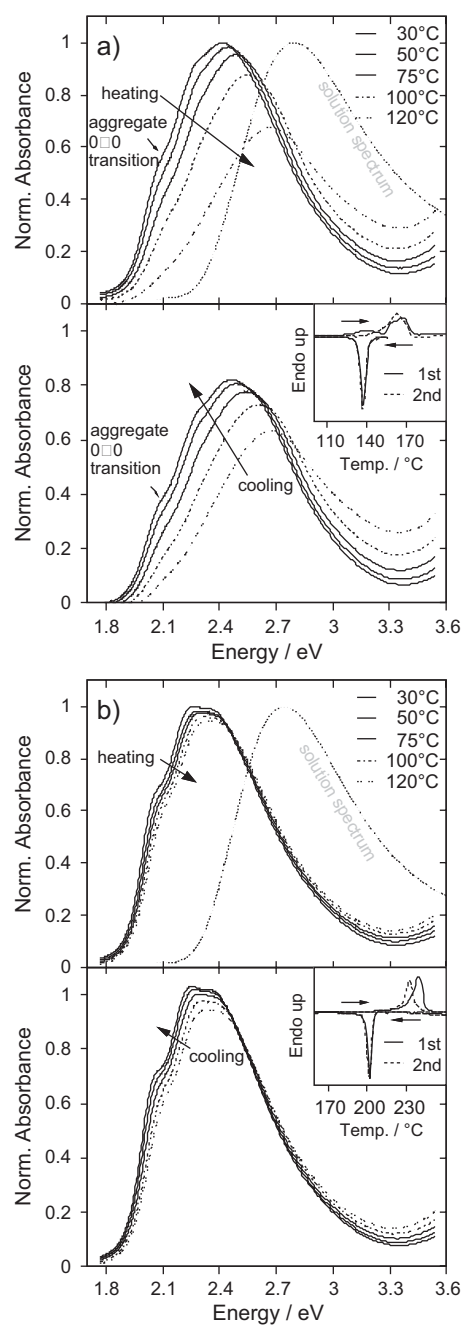 a)
30°C
50°C
75°C
100°C
120°C
heating
aggregate
0□0
transition
solution spectrum
Norm. Absorbance
1
0.8
0.6
0.4
0.2
0
aggregate
0□0
transition
cooling
Norm. Absorbance
1
0.8
0.6
0.4
0.2
0
Endo up
1st
2nd
110 140 170
Temp. / °C
1.8 2.1 2.4 2.7 3 3.3 3.6
Energy / eV
b)
30°C
50°C
75°C
100°C
120°C
heating
solution spectrum
Norm. Absorbance
1
0.8
0.6
0.4
0.2
0
cooling
Norm. Absorbance
1
0.8
0.6
0.4
0.2
0
Endo up
1st
2nd
170 200 230
Temp. / °C
1.8 2.1 2.4 2.7 3 3.3 3.6
Energy / eV